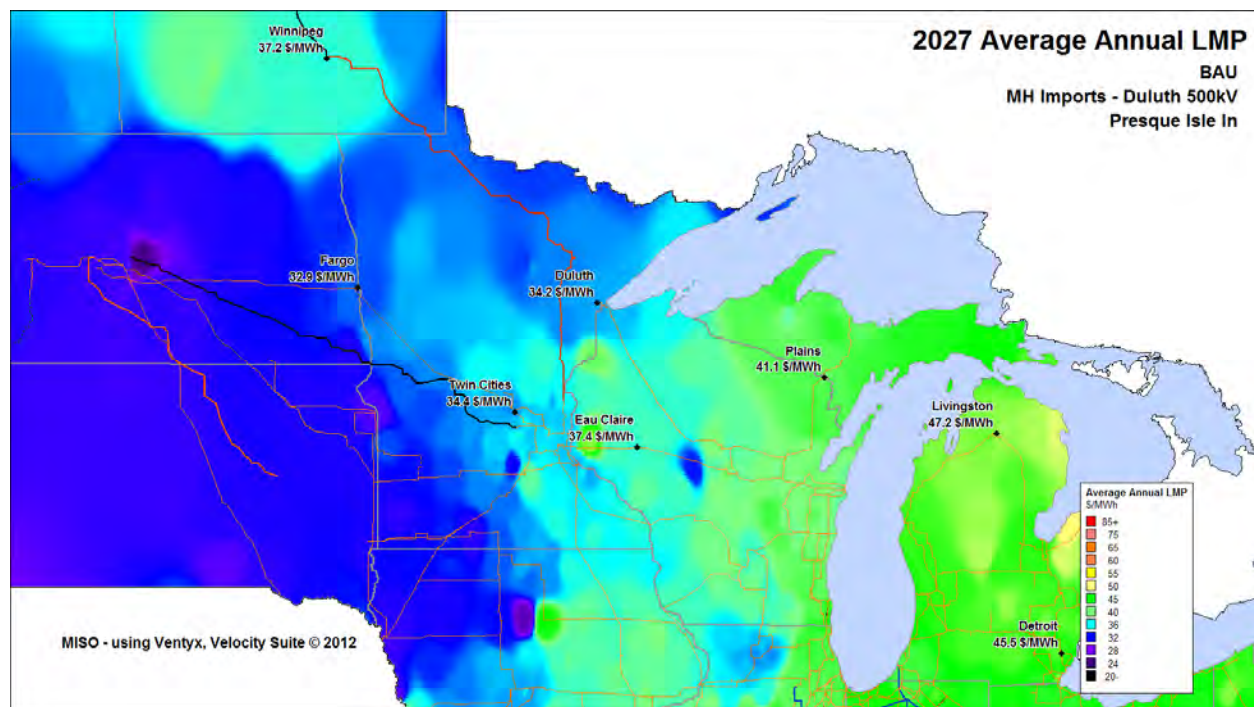 2027 Average Annual LMP
BAU
MH Imports - Duluth 500kV
Presque Isle In
Winnipeg
37.2 $/MWh
Fargo
32.9 $/MWh
Duluth
34.2 $/MWh
Plains
41.1 $/MWh
Twin Cities
34.4 $/MWh
Eau Claire
37.4 $/MWh
Livingston
47.2 $/MWh
Detroit
45.5 $/MWh
Average Annual LMP
$/MWh
85+
75
65
60
55
50
45
40
36
32
28
24
20-
MISO - using Ventyx, Velocity Suite © 2012